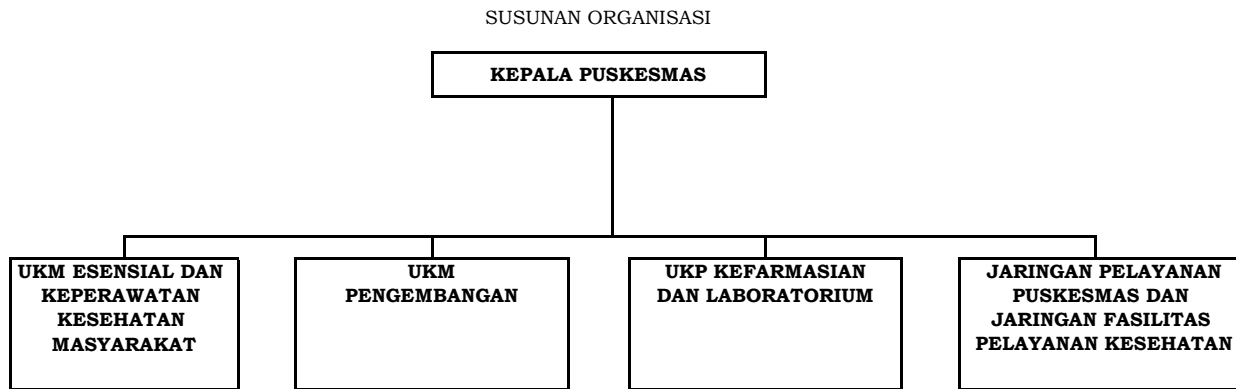 SUSUNAN ORGANISASI
KEPALA PUSKESMAS
UKM ESENSIAL DAN
KEPERAWATAN
KESEHATAN
MASYARAKAT
UKM
PENGEMBANGAN
UKP KEFARMASIAN
DAN LABORATORIUM
JARINGAN PELAYANAN
PUSKESMAS DAN
JARINGAN FASILITAS
PELAYANAN KESEHATAN